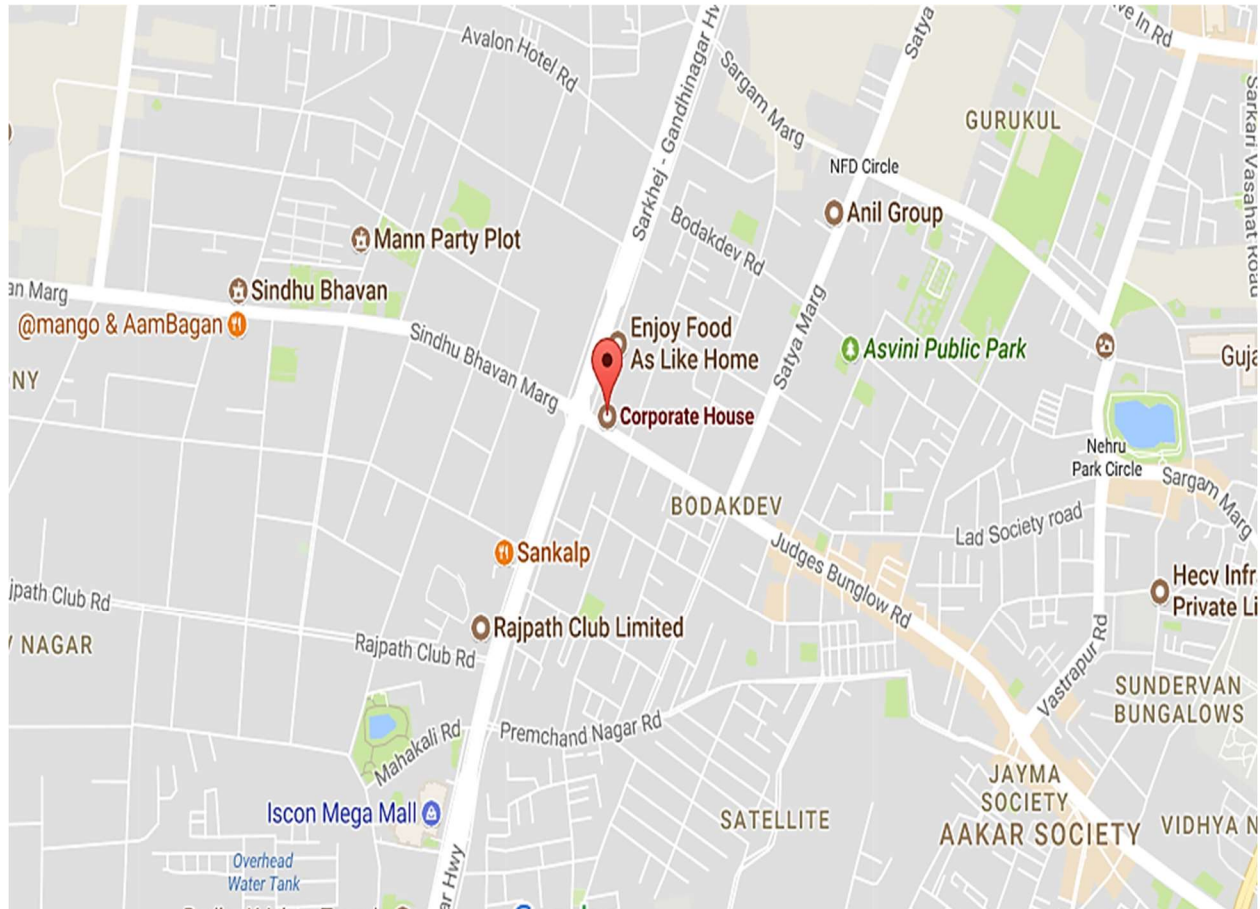 Avalon Hotel Rd
Sarkhej - Gandhinagar Hw
Satya
ve In Rd
Sargam Marg
GURUKUL
Sarkari Vasahat Road
NFD Circle
Anil Group
Bodakdev Rd
Mann Party Plot
Sindhu Bhavan
an Marg
@mango & AamBagan
Sindhu Bhavan Marg
Enjoy Food
As Like Home
Satya Marg
Asvini Public Park
Guja
NY
Corporate House
Nehru
Park Circle
Sargam Marg
BODAKDEV
Lad Society road
Sankalp
Judges Bunglow Rd
Hecv Infr
Private Li
jpath Club Rd
Rajpath Club Limited
V NAGAR
Rajpath Club Rd
Vastrapur Rd
SUNDERVAN
BUNGALOWS
Premchand Nagar Rd
Mahakali Rd
JAYMA
SOCIETY
Iscon Mega Mall
SATELLITE
AAKAR SOCIETY
VIDHYA N
Overhead
Water Tank
ar Hwy